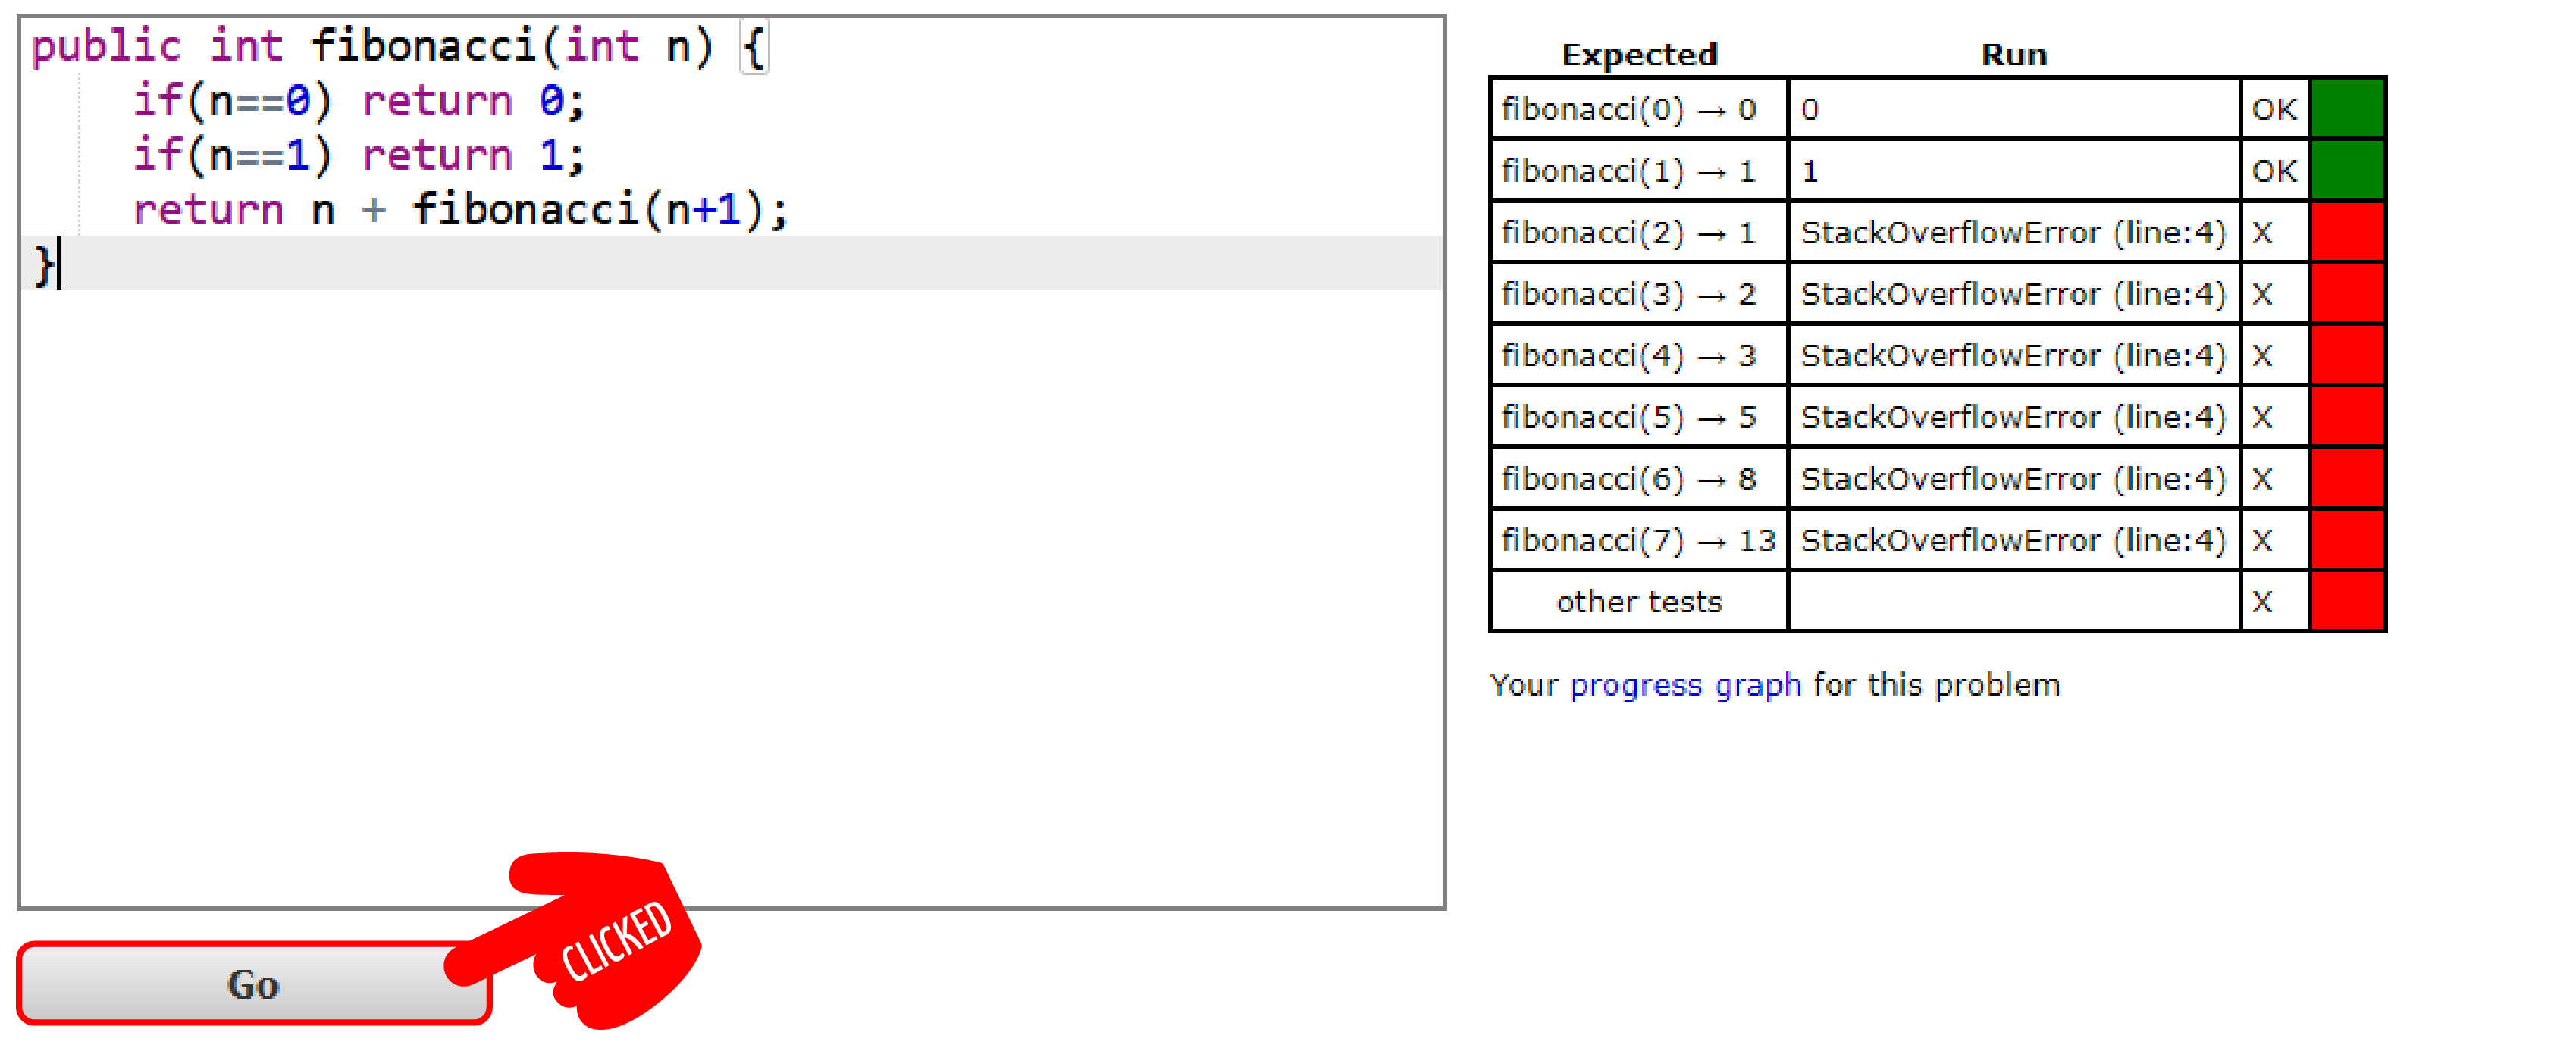 public int fibonacci(int n) {
if(n==0) return 0;
if(n==1) return 1;
return n + fibonacci(n+1);
}
Go
CLICKED
Expected Run
fibonacci(0) → 0 0 OK
fibonacci(1) → 1 1 OK
fibonacci(2) → 1 StackOverflowError (line:4) X
fibonacci(3) → 2 StackOverflowError (line:4) X
fibonacci(4) → 3 StackOverflowError (line:4) X
fibonacci(5) → 5 StackOverflowError (line:4) X
fibonacci(6) → 8 StackOverflowError (line:4) X
fibonacci(7) → 13 StackOverflowError (line:4) X
other tests X
Your progress graph for this problem